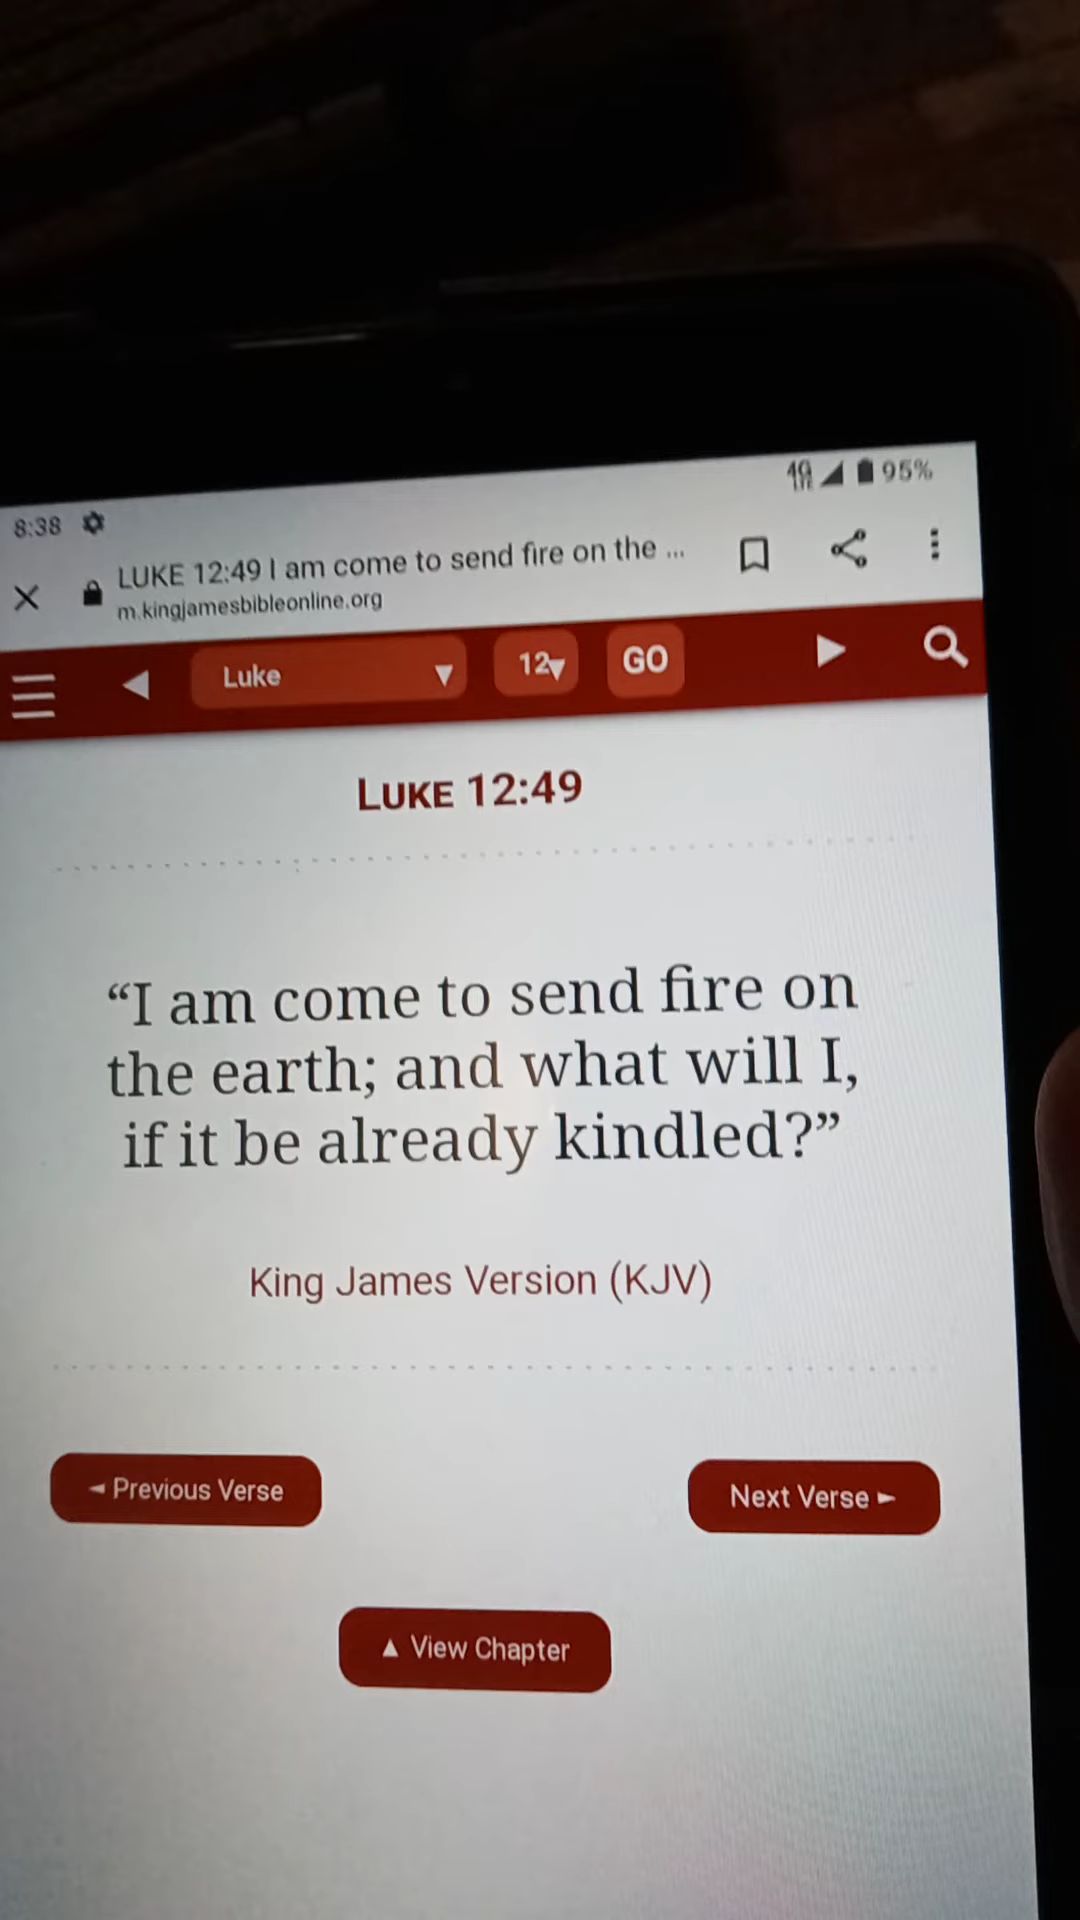 4G 95%
8:38
LUKE 12:49 I am come to send fire on the ...
m.kingjamesbibleonline.org
Luke 12 GO
LUKE 12:49
“I am come to send fire on
the earth; and what will I,
if it be already kindled?”
King James Version (KJV)
◄ Previous Verse
Next Verse ►
▲ View Chapter